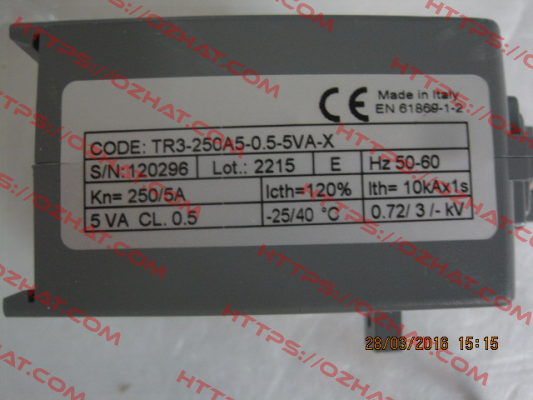 CE Made in Italy
EN 61869-1-2
CODE: TR3-250A5-0.5-5VA-X
S/N:120296 Lot.: 2215 E Hz 50-60
Kn= 250/5A Icth=120% Ith= 10kAx1s
5 VA CL. 0.5 -25/40 °C 0.72/ 3 /- kV
28/03/2016 15:15
HTTPS://OZHAT.COM